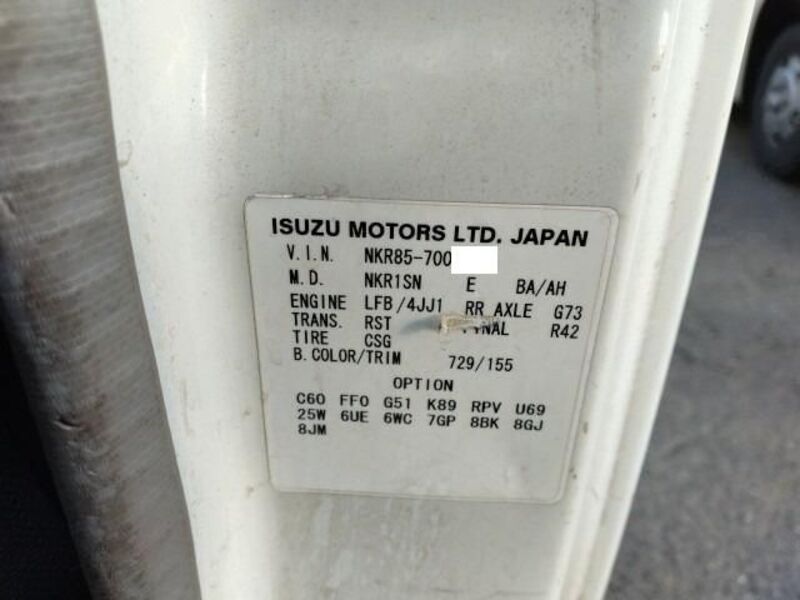 ISUZU MOTORS LTD. JAPAN
V.I.N. NKR85-700
M.D. NKR1SN E BA/AH
ENGINE LFB/4JJ1 RR AXLE G73
TRANS. RST R42
TIRE CSG
B.COLOR/TRIM 729/155
OPTION
C60 FF0 G51 K89 RPV U69
25W 6UE 6WC 7GP 8BK 8GJ
8JM